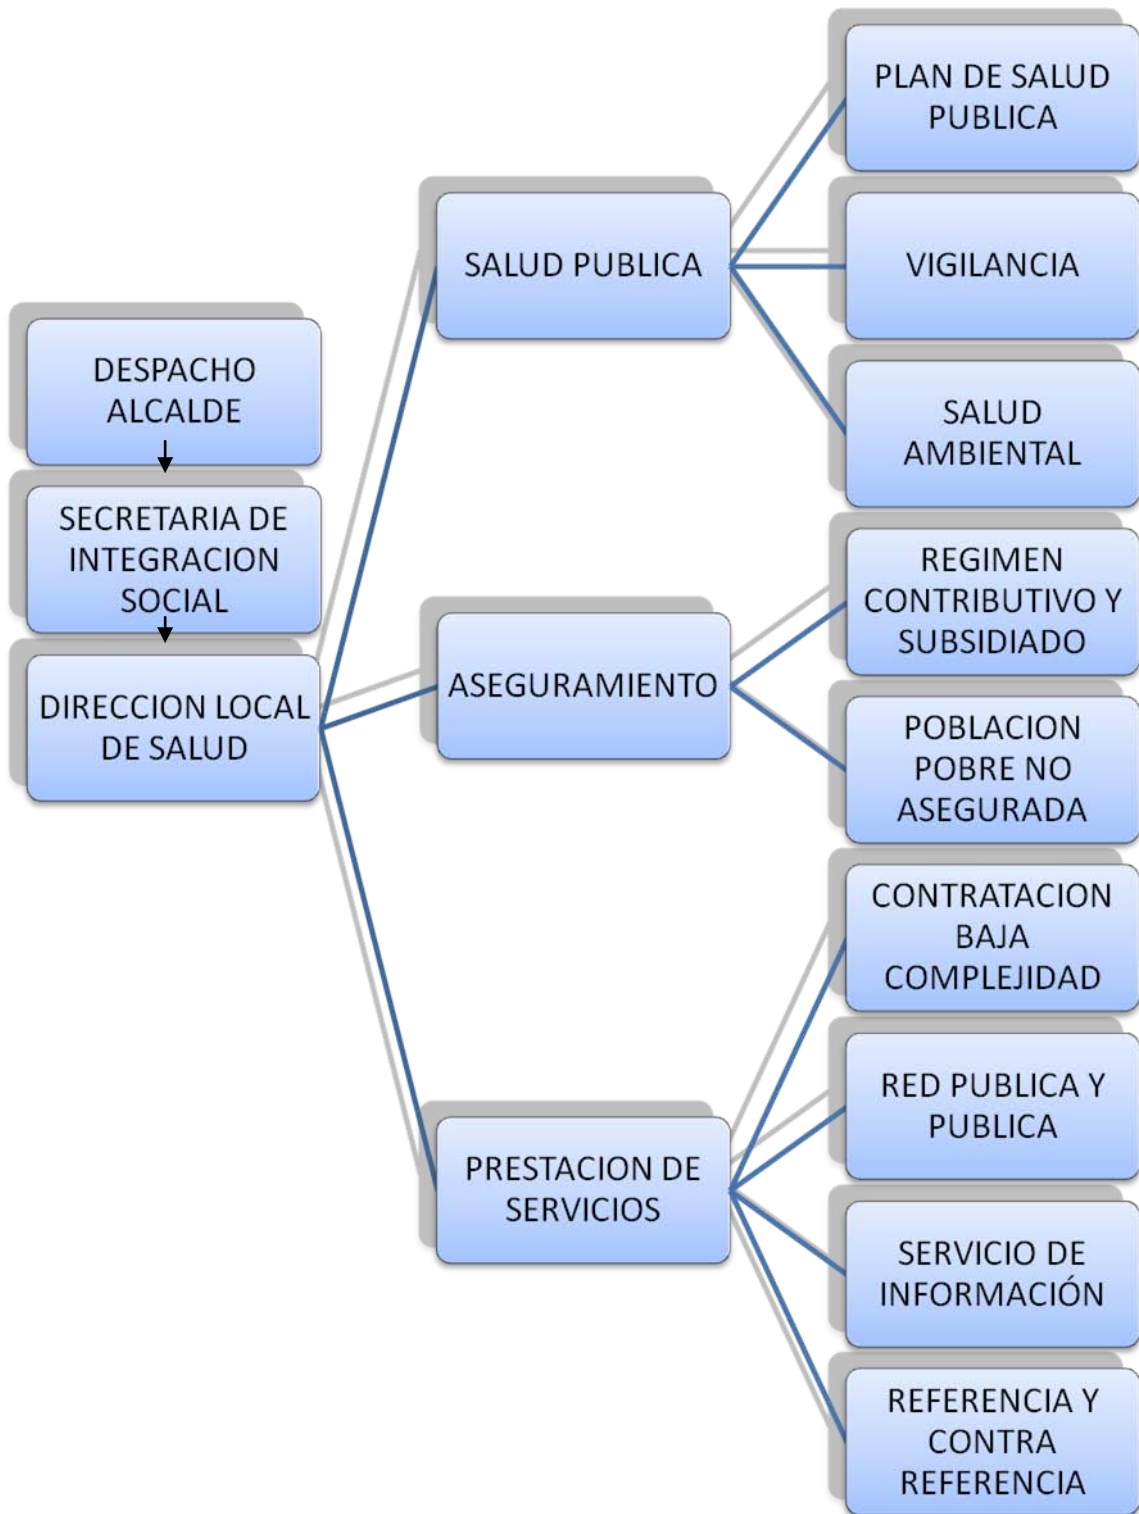 DESPACHO
ALCALDE
SECRETARIA DE
INTEGRACION
SOCIAL
DIRECCION LOCAL
DE SALUD
SALUD PUBLICA
PLAN DE SALUD
PUBLICA
VIGILANCIA
SALUD
AMBIENTAL
ASEGURAMIENTO
REGIMEN
CONTRIBUTIVO Y
SUBSIDIADO
POBLACION
POBRE NO
ASEGURADA
PRESTACION DE
SERVICIOS
CONTRATACION
BAJA
COMPLEJIDAD
RED PUBLICA Y
PUBLICA
SERVICIO DE
INFORMACIÓN
REFERENCIA Y
CONTRA
REFERENCIA